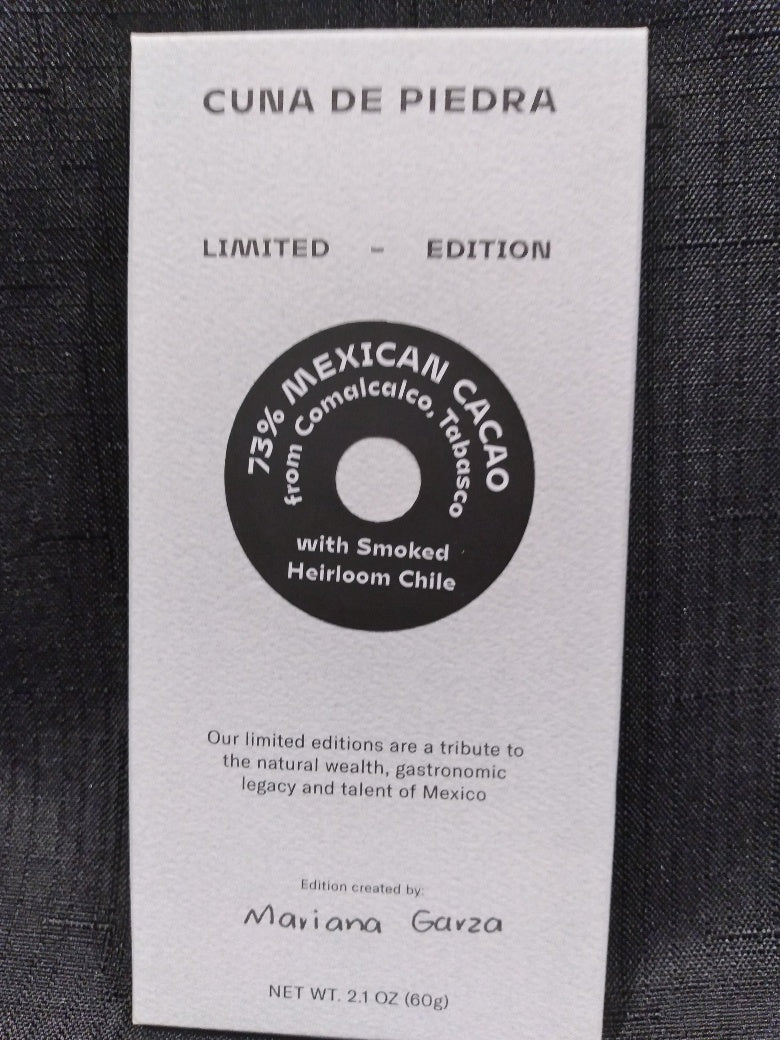 CUNA DE PIEDRA
LIMITED - EDITION
73% MEXICAN CACAO
from Comalcalco, Tabasco
with Smoked
Heirloom Chile
Our limited editions are a tribute to
the natural wealth, gastronomic
legacy and talent of Mexico
Edition created by:
Mariana Garza
NET WT. 2.1 OZ (60g)